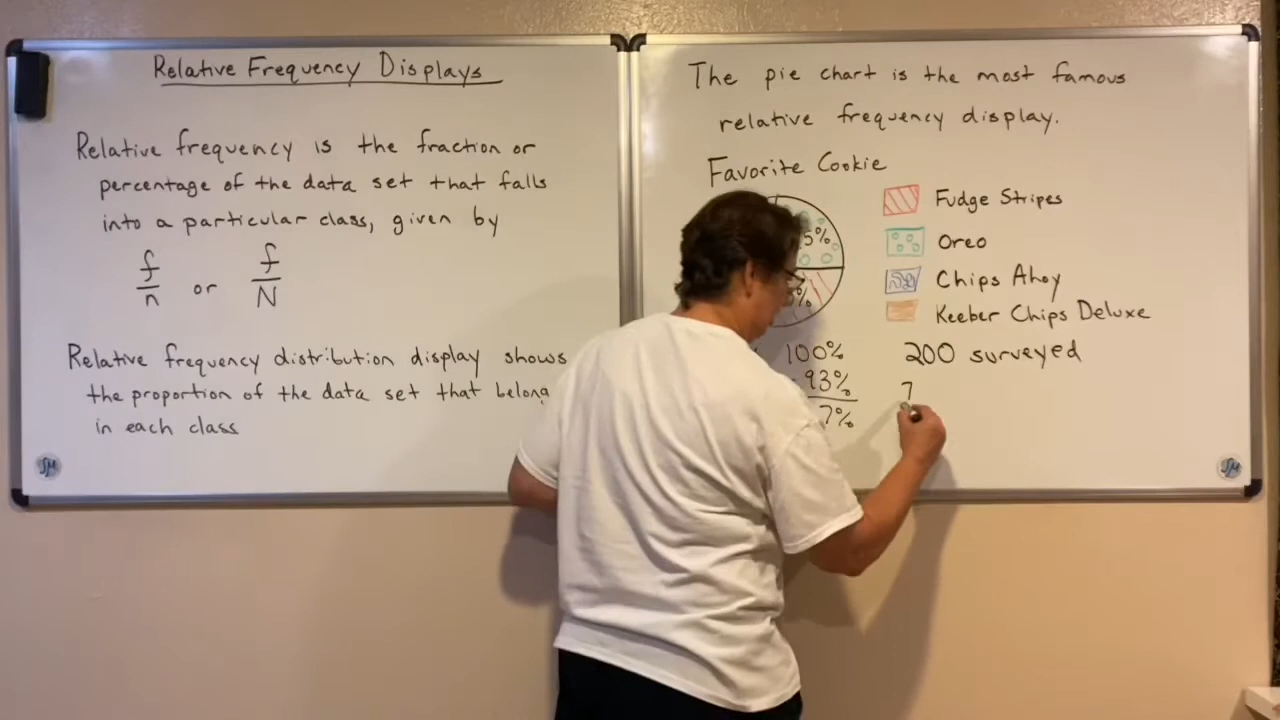 Relative Frequency Displays
Relative frequency is the fraction or
percentage of the data set that falls
into a particular class, given by
f/n or f/N
Relative frequency distribution display shows
the proportion of the data set that belong
in each class
SM
The pie chart is the most famous
relative frequency display.
Favorite Cookie
5%
%
Fudge Stripes
Oreo
Chips Ahoy
Keeber Chips Deluxe
100%
93%
7%
200 surveyed
7
SM